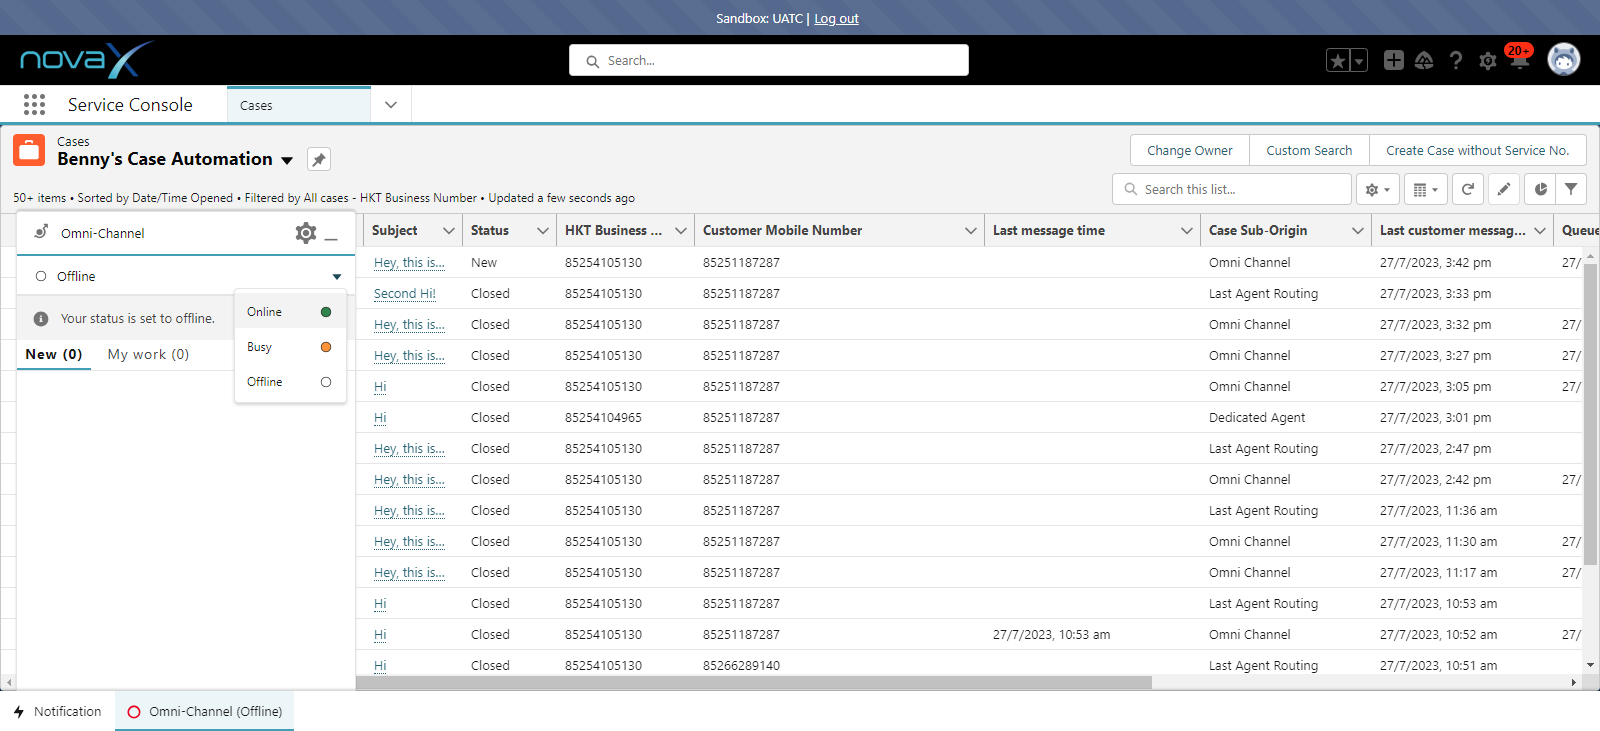 Sandbox: UATC | Log out
novaX
Search...
20+
Service Console
Cases
Cases
Benny's Case Automation
Change Owner
Custom Search
Create Case without Service No.
50+ items • Sorted by Date/Time Opened • Filtered by All cases - HKT Business Number • Updated a few seconds ago
Search this list...
Omni-Channel
Offline
Online
Busy
Offline
Your status is set to offline.
New (0)
My work (0)
Subject Status HKT Business ... Customer Mobile Number Last message time Case Sub-Origin Last customer messag... Queue
Hey, this is... New 85254105130 85251187287 Omni Channel 27/7/2023, 3:42 pm 27/
Second Hi! Closed 85254105130 85251187287 Last Agent Routing 27/7/2023, 3:33 pm
Hey, this is... Closed 85254105130 85251187287 Omni Channel 27/7/2023, 3:32 pm 27/
Hey, this is... Closed 85254105130 85251187287 Omni Channel 27/7/2023, 3:27 pm 27/
Hi Closed 85254105130 85251187287 Omni Channel 27/7/2023, 3:05 pm 27/
Hi Closed 85254104965 85251187287 Dedicated Agent 27/7/2023, 3:01 pm
Hey, this is... Closed 85254105130 85251187287 Last Agent Routing 27/7/2023, 2:47 pm
Hey, this is... Closed 85254105130 85251187287 Omni Channel 27/7/2023, 2:42 pm 27/
Hey, this is... Closed 85254105130 85251187287 Last Agent Routing 27/7/2023, 11:36 am
Hey, this is... Closed 85254105130 85251187287 Omni Channel 27/7/2023, 11:30 am 27/
Hey, this is... Closed 85254105130 85251187287 Omni Channel 27/7/2023, 11:17 am 27/
Hi Closed 85254105130 85251187287 Last Agent Routing 27/7/2023, 10:53 am
Hi Closed 85254105130 85251187287 27/7/2023, 10:53 am Omni Channel 27/7/2023, 10:52 am 27/
Hi Closed 85254105130 85266289140 Last Agent Routing 27/7/2023, 10:51 am
Notification
Omni-Channel (Offline)